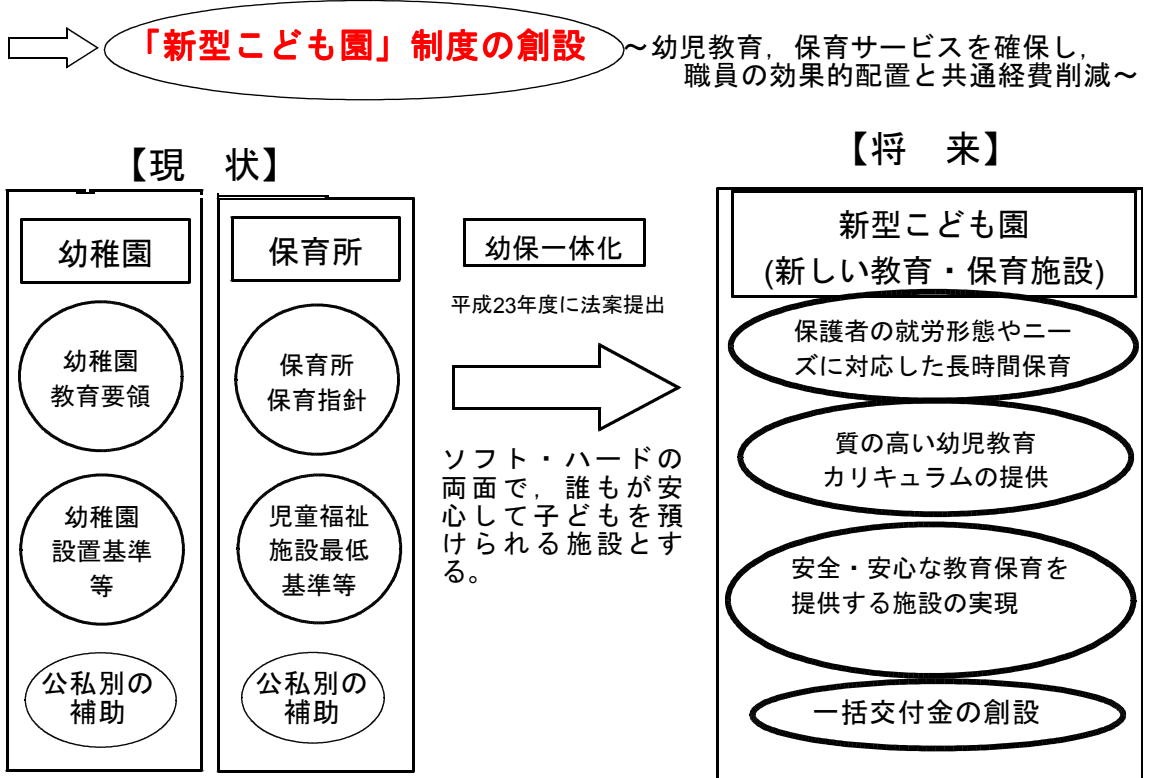 「新型こども園」制度の創設
～幼児教育，保育サービスを確保し，
職員の効果的配置と共通経費削減～
【現　状】
幼稚園
幼稚園
教育要領
幼稚園
設置基準
等
公私別の
補助
保育所
保育所
保育指針
児童福祉
施設最低
基準等
公私別の
補助
幼保一体化
平成23年度に法案提出
ソフト・ハードの
両面で，誰もが安
心して子どもを預
けられる施設とす
る。
【将　来】
新型こども園
(新しい教育・保育施設)
保護者の就労形態やニー
ズに対応した長時間保育
質の高い幼児教育
カリキュラムの提供
安全・安心な教育保育を
提供する施設の実現
一括交付金の創設